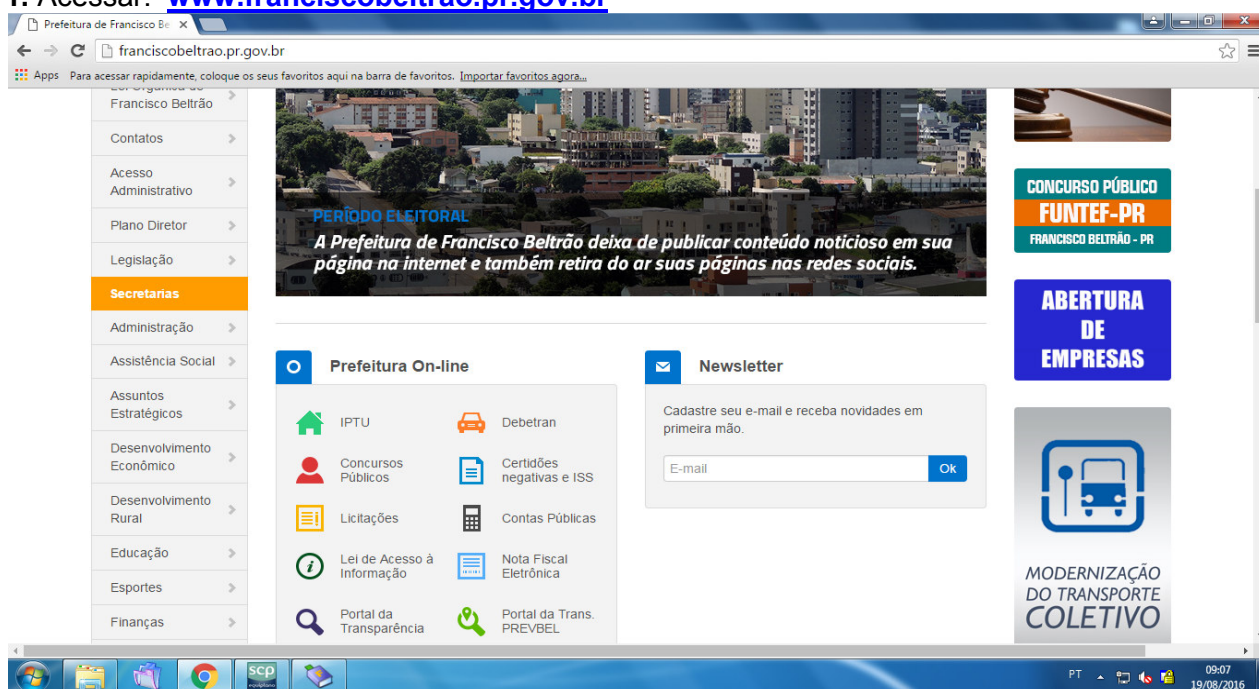 1. Acessar: www.franciscobeltrao.pr.gov.br
Prefeitura de Francisco Be
franciscobeltrao.pr.gov.br
Apps Para acessar rapidamente, coloque os seus favoritos aqui na barra de favoritos. Importar favoritos agora...
Lei Orgânica de
Francisco Beltrão
Contatos
Acesso
Administrativo
Plano Diretor
Legislação
Secretarias
Administração
Assistência Social
Assuntos
Estratégicos
Desenvolvimento
Econômico
Desenvolvimento
Rural
Educação
Esportes
Finanças
PERÍODO ELEITORAL
A Prefeitura de Francisco Beltrão deixa de publicar conteúdo noticioso em sua
página na internet e também retira do ar suas páginas nas redes sociais.
Prefeitura On-line
IPTU
Debetran
Concursos
Públicos
Certidões
negativas e ISS
Licitações
Contas Públicas
Lei de Acesso à
Informação
Nota Fiscal
Eletrônica
Portal da
Transparência
Portal da Trans.
PREVBEL
Newsletter
Cadastre seu e-mail e receba novidades em
primeira mão.
E-mail
Ok
CONCURSO PÚBLICO
FUNTEF-PR
FRANCISCO BELTRÃO - PR
ABERTURA
DE
EMPRESAS
MODERNIZAÇÃO
DO TRANSPORTE
COLETIVO
scp
PT
09:07
19/08/2016